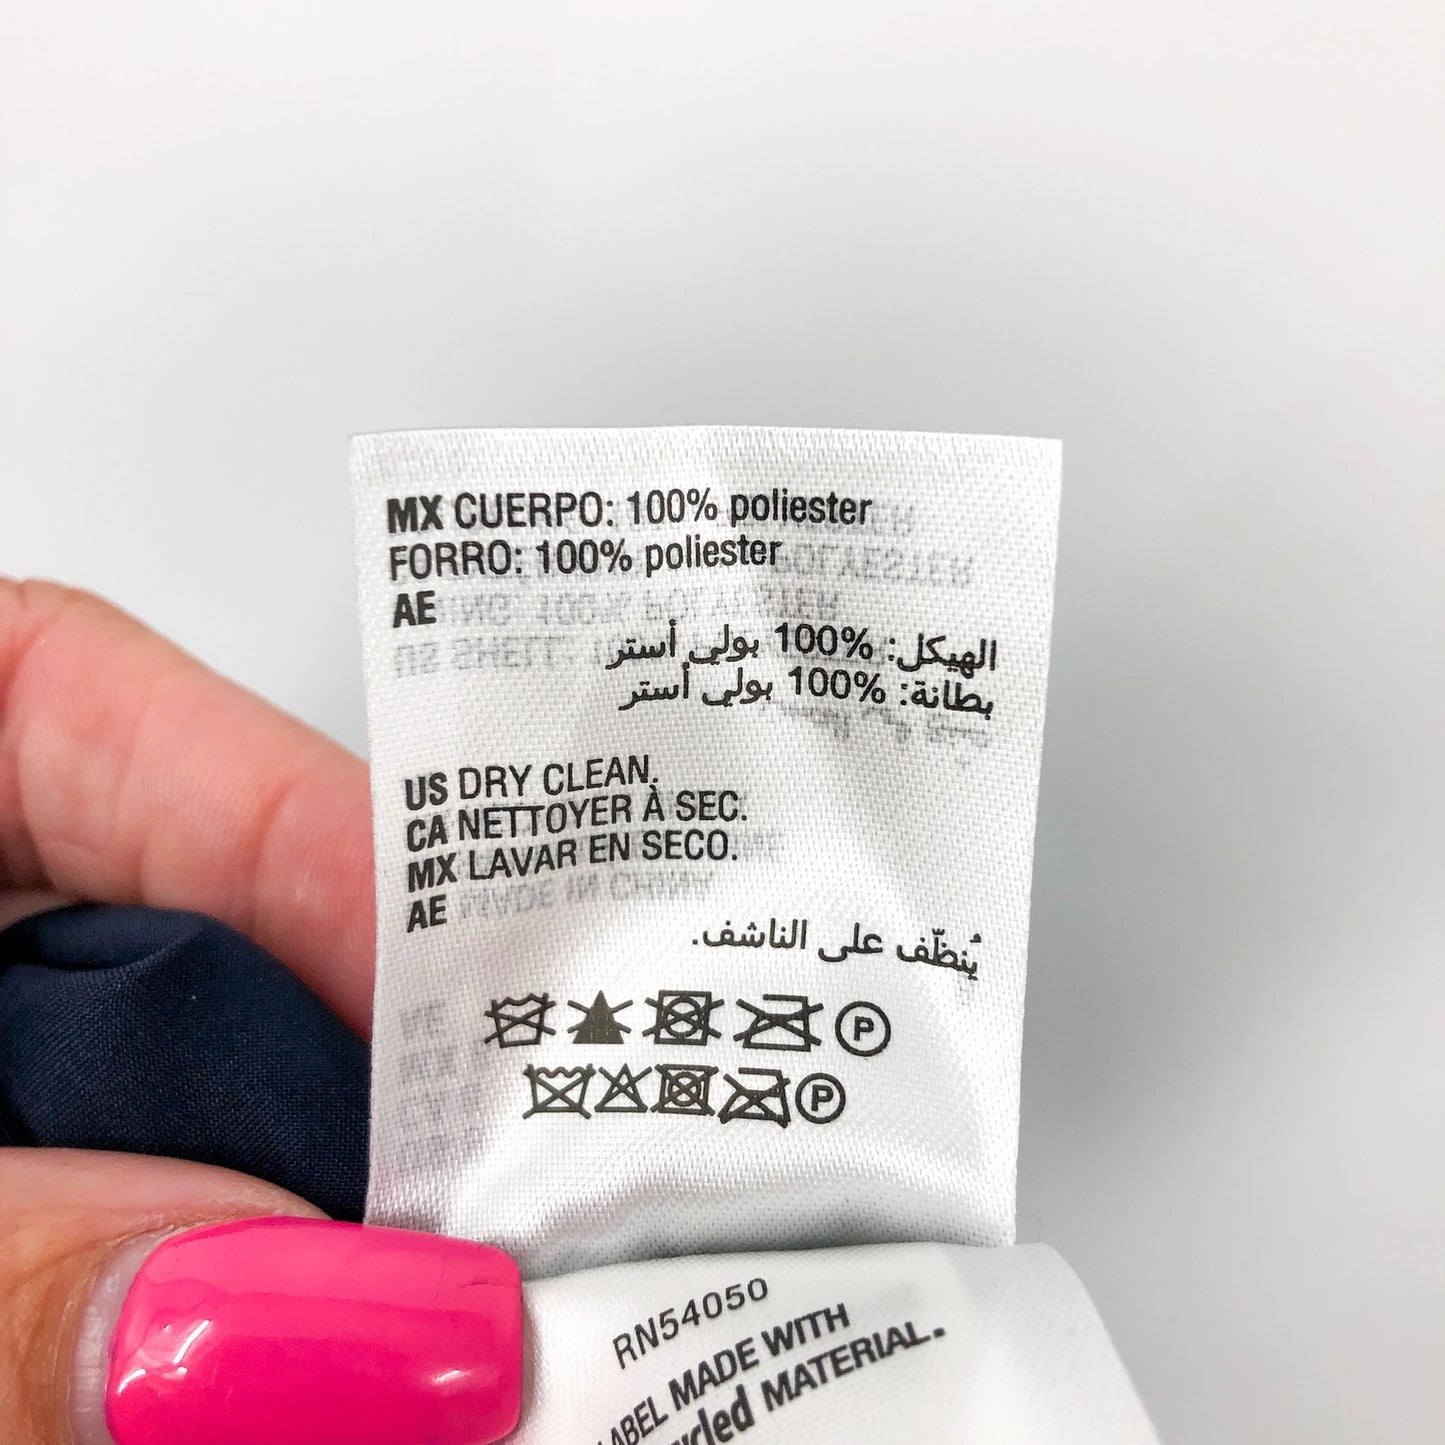 MX CUERPO: 100% poliester
FORRO: 100% poliester
AE
الهيكل: 100% بولي أستر
بطانة: 100% بولي أستر
US DRY CLEAN.
CA NETTOYER À SEC.
MX LAVAR EN SECO.
AE
يُنظّف على الناشف.
P
P
RN54050
LABEL MADE WITH
MATERIAL.